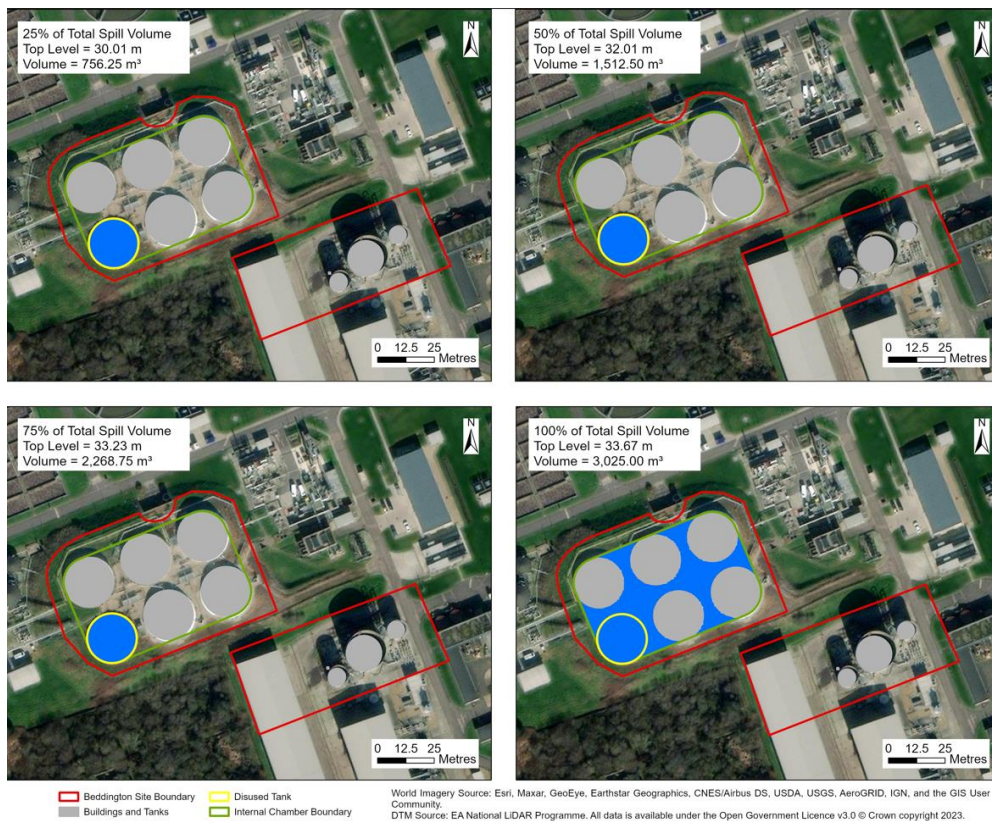 25% of Total Spill Volume
Top Level = 30.01 m
Volume = 756.25 m³
N
0 12.5 25
Metres
50% of Total Spill Volume
Top Level = 32.01 m
Volume = 1,512.50 m³
N
0 12.5 25
Metres
75% of Total Spill Volume
Top Level = 33.23 m
Volume = 2,268.75 m³
N
0 12.5 25
Metres
100% of Total Spill Volume
Top Level = 33.67 m
Volume = 3,025.00 m³
N
0 12.5 25
Metres
Beddington Site Boundary
Disused Tank
Buildings and Tanks
Internal Chamber Boundary
World Imagery Source: Esri, Maxar, GeoEye, Earthstar Geographics, CNES/Airbus DS, USDA, USGS, AeroGRID, IGN, and the GIS User
Community.
DTM Source: EA National LiDAR Programme. All data is available under the Open Government Licence v3.0 © Crown copyright 2023.